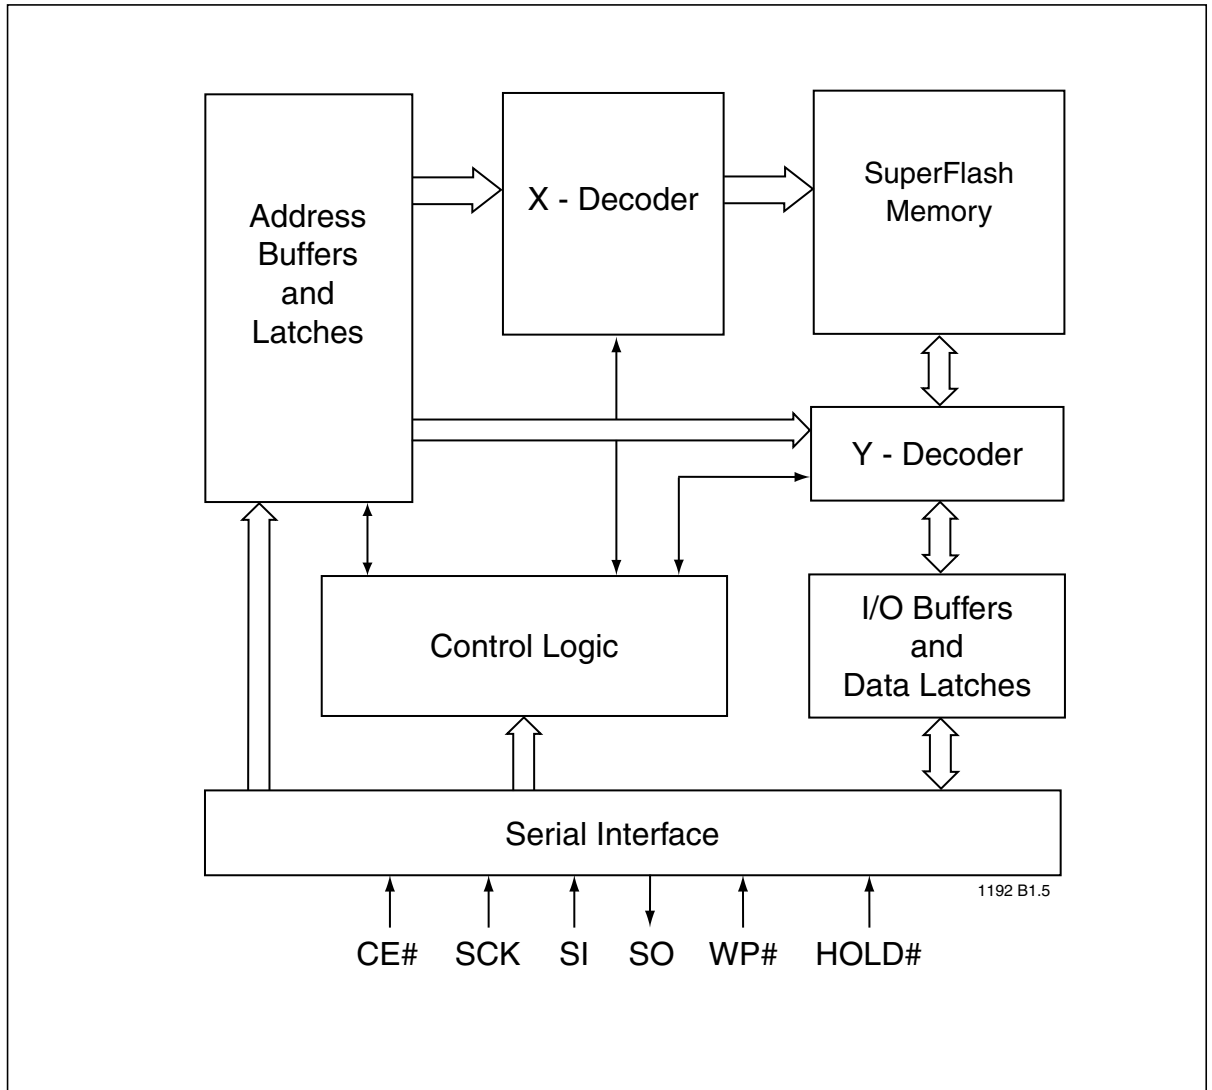 Address
Buffers
and
Latches
X - Decoder
SuperFlash
Memory
Y - Decoder
Control Logic
I/O Buffers
and
Data Latches
Serial Interface
1192 B1.5
CE# SCK SI SO WP# HOLD#